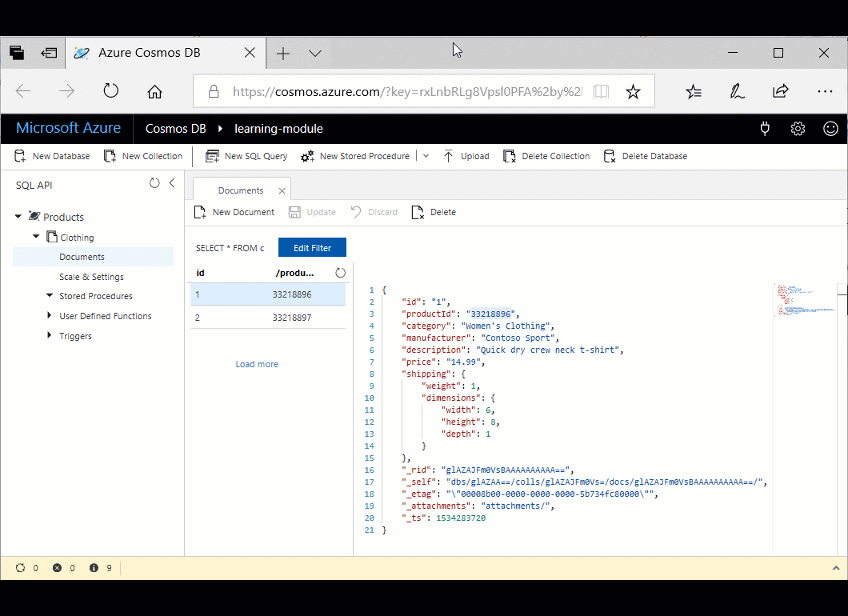 Azure Cosmos DB
https://cosmos.azure.com/?key=rxLnbRLg8Vpsl0PFA%2by%2
Microsoft Azure Cosmos DB learning-module
New Database New Collection New SQL Query New Stored Procedure Upload Delete Collection Delete Database
SQL API
Products
Clothing
Documents
Scale & Settings
Stored Procedures
User Defined Functions
Triggers
Documents
New Document Update Discard Delete
SELECT * FROM c Edit Filter
id /produ...
1 33218896
2 33218897
Load more
1 {
2 "id": "1",
3 "productId": "33218896",
4 "category": "Women's Clothing",
5 "manufacturer": "Contoso Sport",
6 "description": "Quick dry crew neck t-shirt",
7 "price": "14.99",
8 "shipping": {
9 "weight": 1,
10 "dimensions": {
11 "width": 6,
12 "height": 8,
13 "depth": 1
14 }
15 },
16 "_rid": "glAZAJFm0VsBAAAAAAAAAA==",
17 "_self": "dbs/glAZAA==/colls/glAZAJFm0Vs=/docs/glAZAJFm0VsBAAAAAAAAAA==/",
18 "_etag": "\"00008b00-0000-0000-0000-5b734fc80000\"",
19 "_attachments": "attachments/",
20 "_ts": 1534283720
21 }
0 0 9